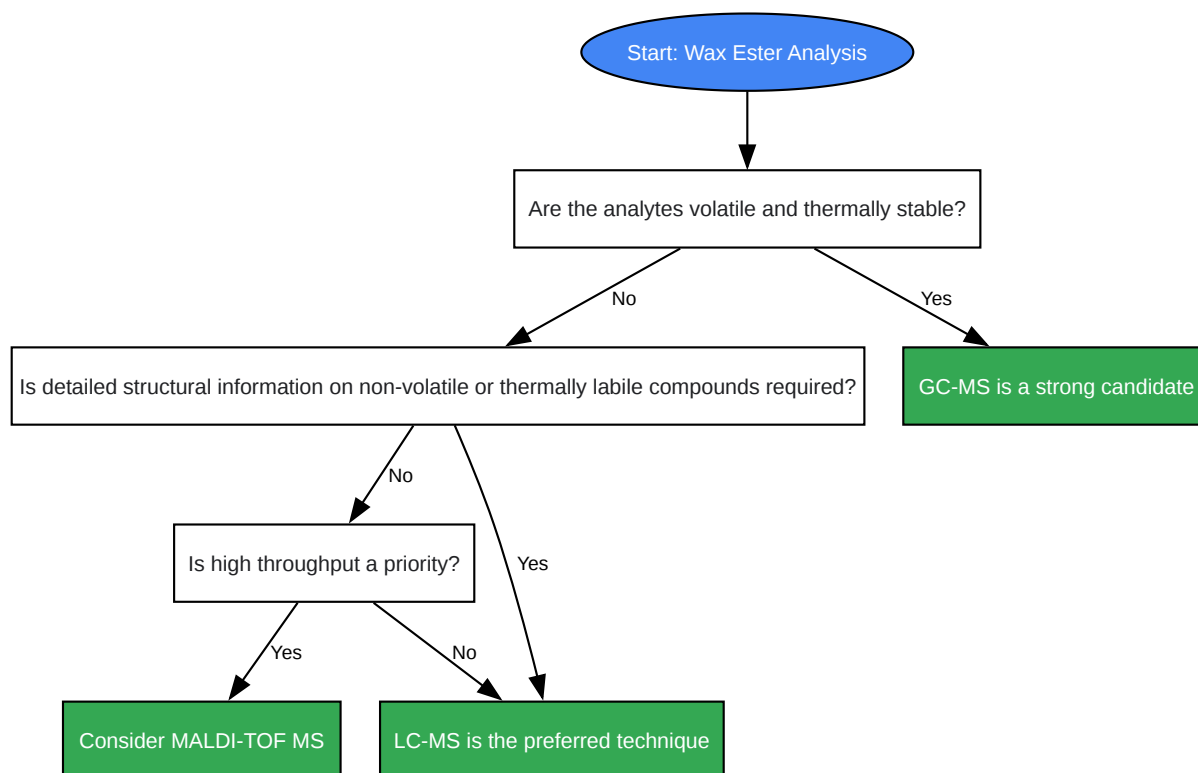 Start: Wax Ester Analysis
Are the analytes volatile and thermally stable?
No
Yes
Is detailed structural information on non-volatile or thermally labile compounds required?
GC-MS is a strong candidate
No
Is high throughput a priority?
Yes
Yes
No
Consider MALDI-TOF MS
LC-MS is the preferred technique